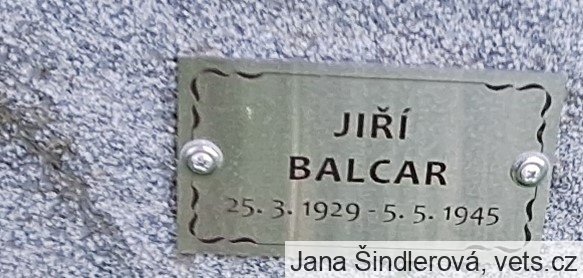 JIŘÍ
BALCAR
25. 3. 1929 - 5. 5. 1945
Jana Šindlerová, vets.cz